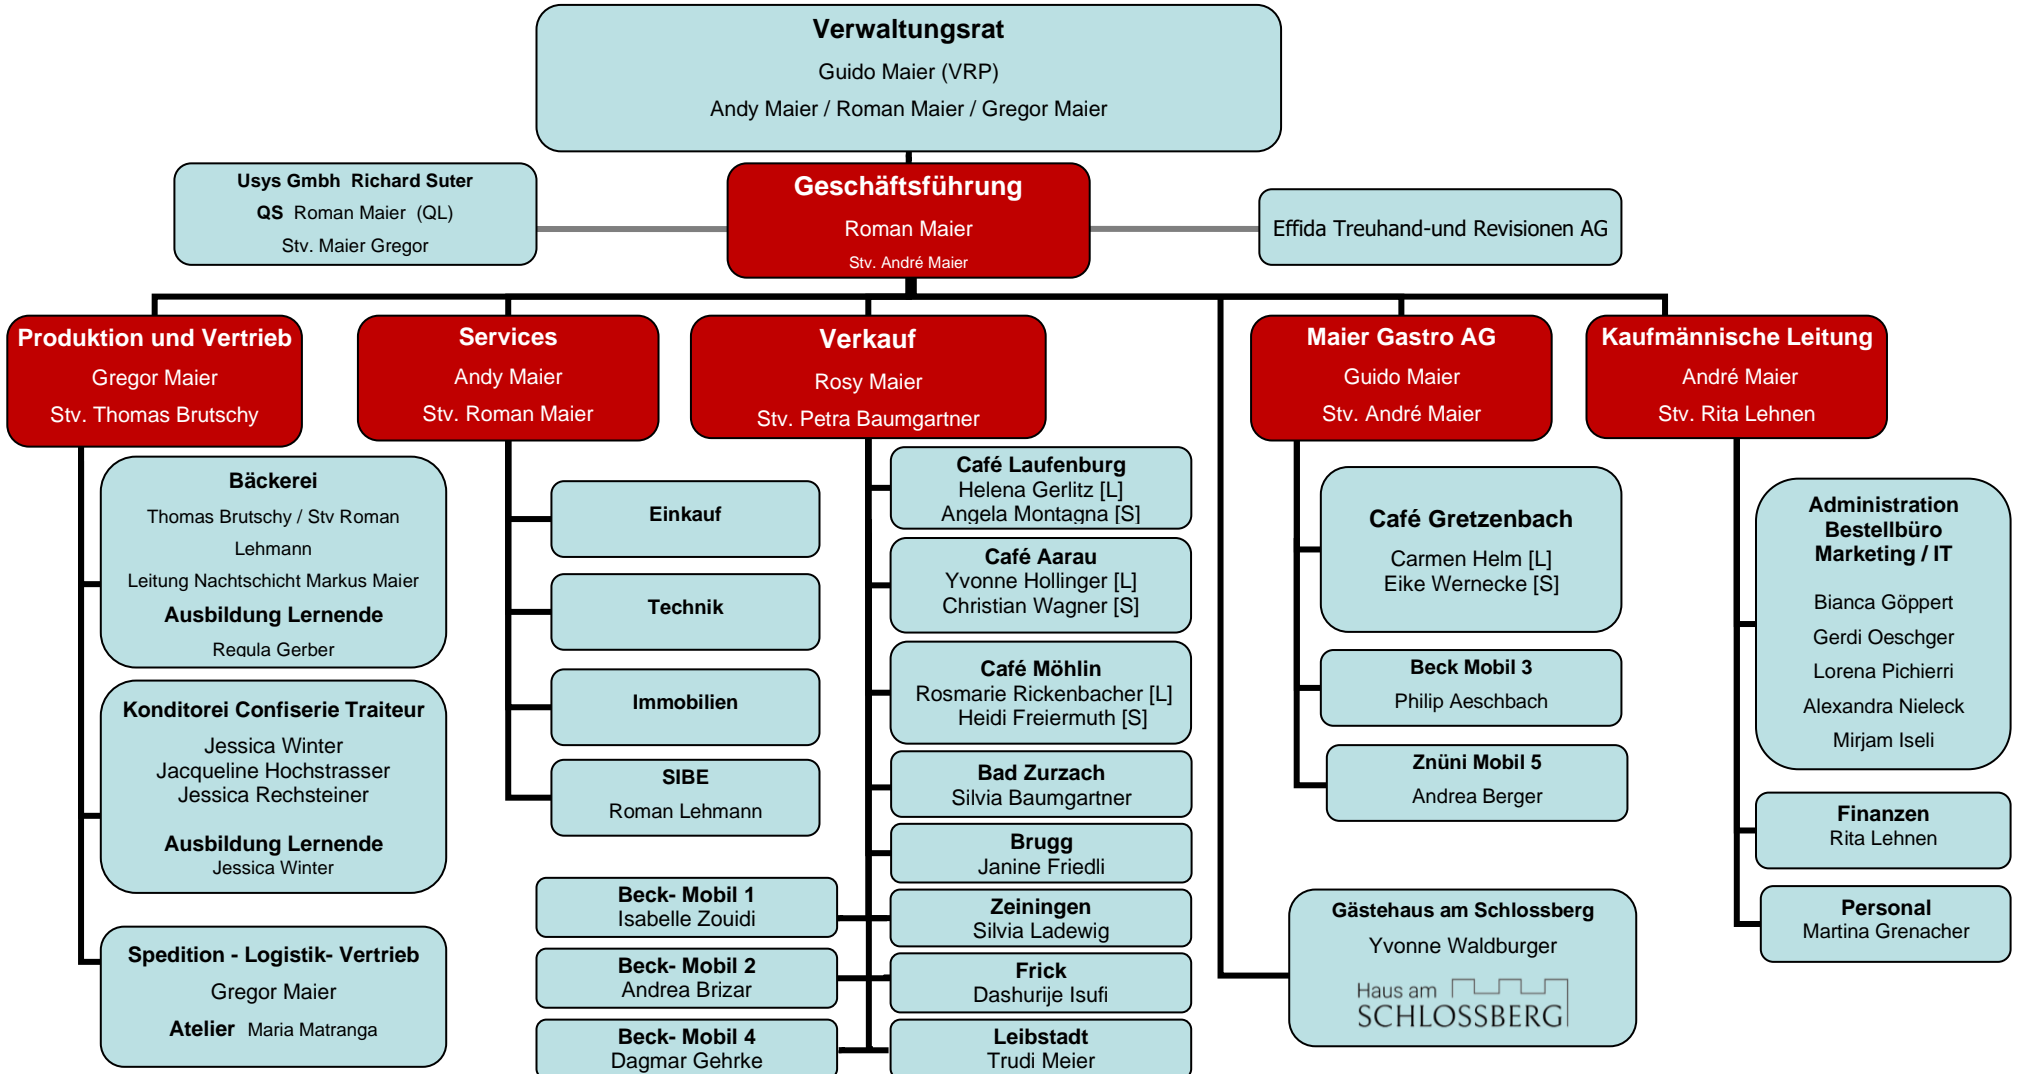 Verwaltungsrat
Guido Maier (VRP)
Andy Maier / Roman Maier / Gregor Maier
Usys Gmbh Richard Suter
QS Roman Maier (QL)
Stv. Maier Gregor
Geschäftsführung
Roman Maier
Stv. André Maier
Effida Treuhand-und Revisionen AG
Produktion und Vertrieb
Gregor Maier
Stv. Thomas Brutschy
Services
Andy Maier
Stv. Roman Maier
Verkauf
Rosy Maier
Stv. Petra Baumgartner
Maier Gastro AG
Guido Maier
Stv. André Maier
Kaufmännische Leitung
André Maier
Stv. Rita Lehnen
Bäckerei
Thomas Brutschy / Stv Roman
Lehmann
Leitung Nachtschicht Markus Maier
Ausbildung Lernende
Regula Gerber
Konditorei Confiserie Traiteur
Jessica Winter
Jacqueline Hochstrasser
Jessica Rechsteiner
Ausbildung Lernende
Jessica Winter
Spedition - Logistik- Vertrieb
Gregor Maier
Atelier Maria Matranga
Einkauf
Technik
Immobilien
SIBE
Roman Lehmann
Beck- Mobil 1
Isabelle Zouidi
Beck- Mobil 2
Andrea Brizar
Beck- Mobil 4
Dagmar Gehrke
Café Laufenburg
Helena Gerlitz [L]
Angela Montagna [S]
Café Aarau
Yvonne Hollinger [L]
Christian Wagner [S]
Café Möhlin
Rosmarie Rickenbacher [L]
Heidi Freiermuth [S]
Bad Zurzach
Silvia Baumgartner
Brugg
Janine Friedli
Zeiningen
Silvia Ladewig
Frick
Dashurije Isufi
Leibstadt
Trudi Meier
Café Gretzenbach
Carmen Helm [L]
Eike Wernecke [S]
Beck Mobil 3
Philip Aeschbach
Znüni Mobil 5
Andrea Berger
Gästehaus am Schlossberg
Yvonne Waldburger
Haus am
SCHLOSSBERG
Administration
Bestellbüro
Marketing / IT
Bianca Göppert
Gerdi Oeschger
Lorena Pichierri
Alexandra Nieleck
Mirjam Iseli
Finanzen
Rita Lehnen
Personal
Martina Grenacher